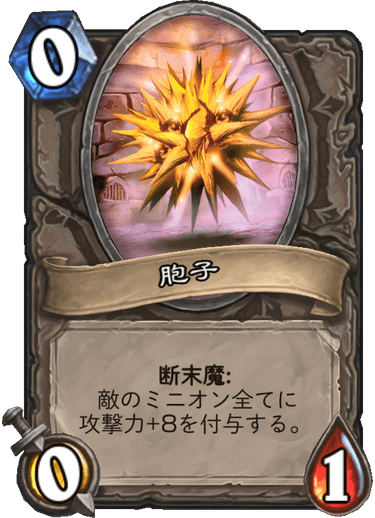 0
胞子
断末魔:
敵のミニオン全てに
攻撃力+8を付与する。
0
1